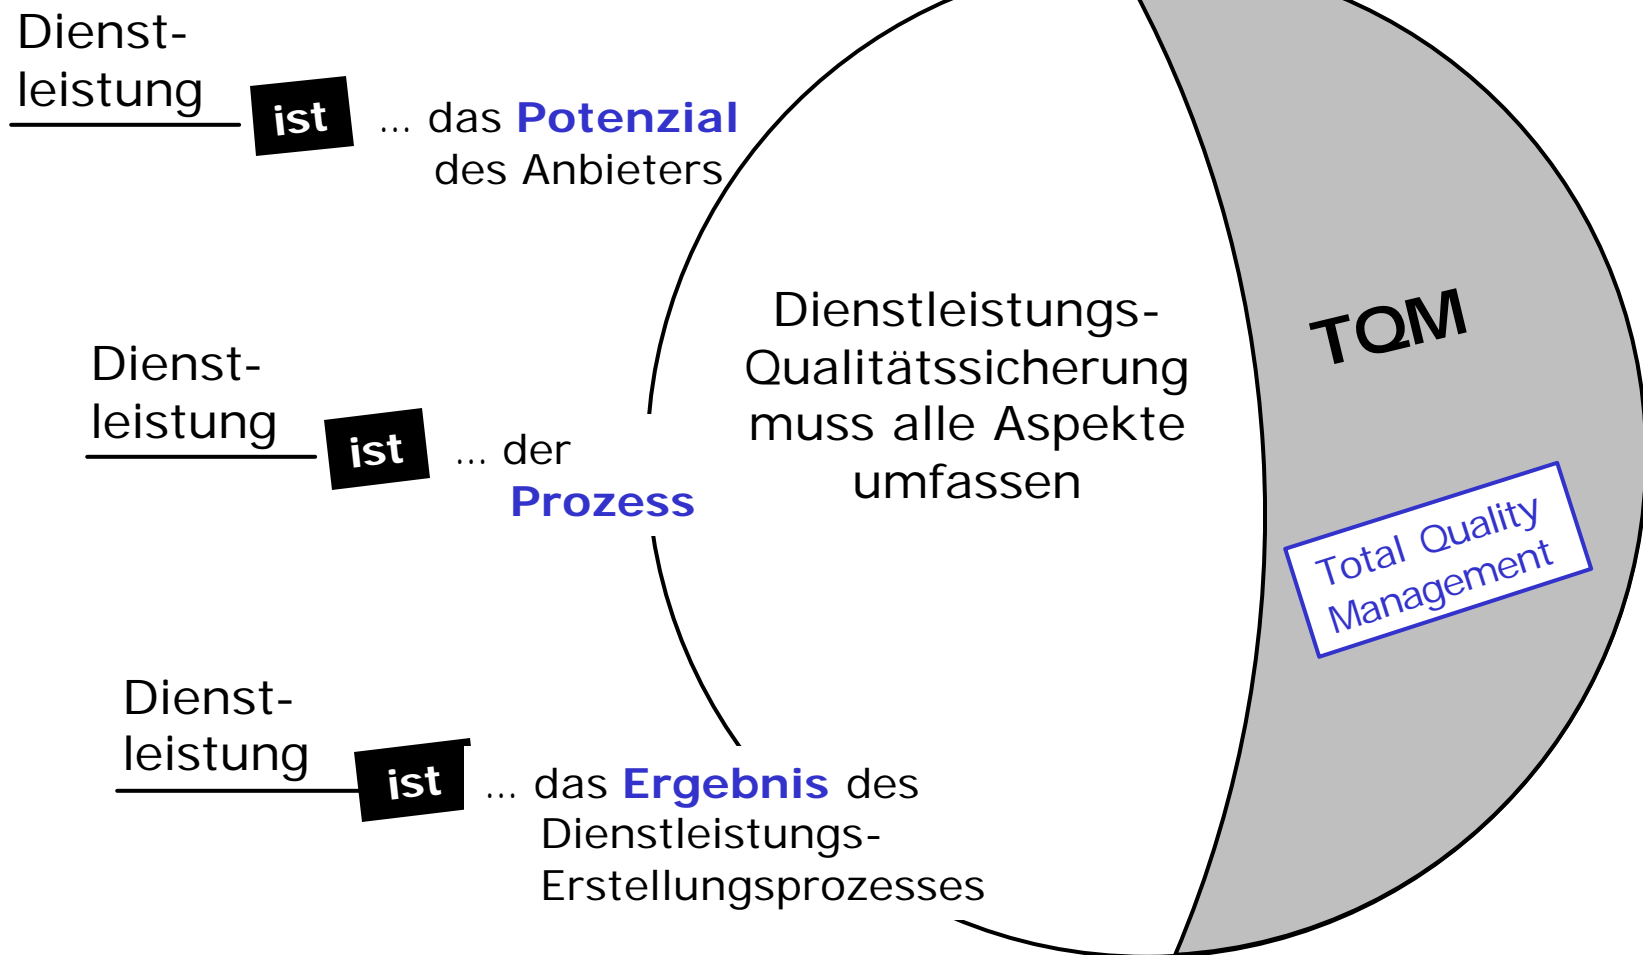 Dienst-
leistung
ist
... das Potenzial
des Anbieters
Dienst-
leistung
ist
... der
Prozess
Dienst-
leistung
ist
... das Ergebnis des
Dienstleistungs-
Erstellungsprozesses
Dienstleistungs-
Qualitätssicherung
muss alle Aspekte
umfassen
TQM
Total Quality
Management